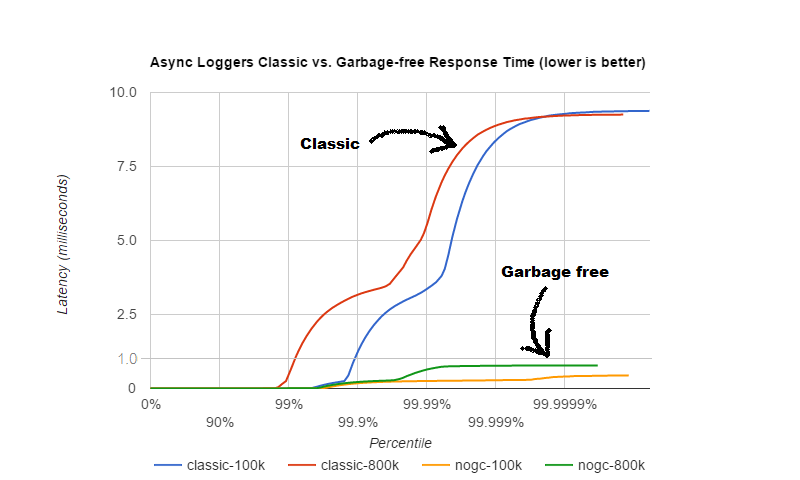 Async Loggers Classic vs. Garbage-free Response Time (lower is better)
10.0
Classic
7.5
Latency (milliseconds)
5.0
Garbage free
2.5
1.0
0
0% 99% 99.99% 99.9999%
90% 99.9% 99.999%
Percentile
classic-100k classic-800k nogc-100k nogc-800k